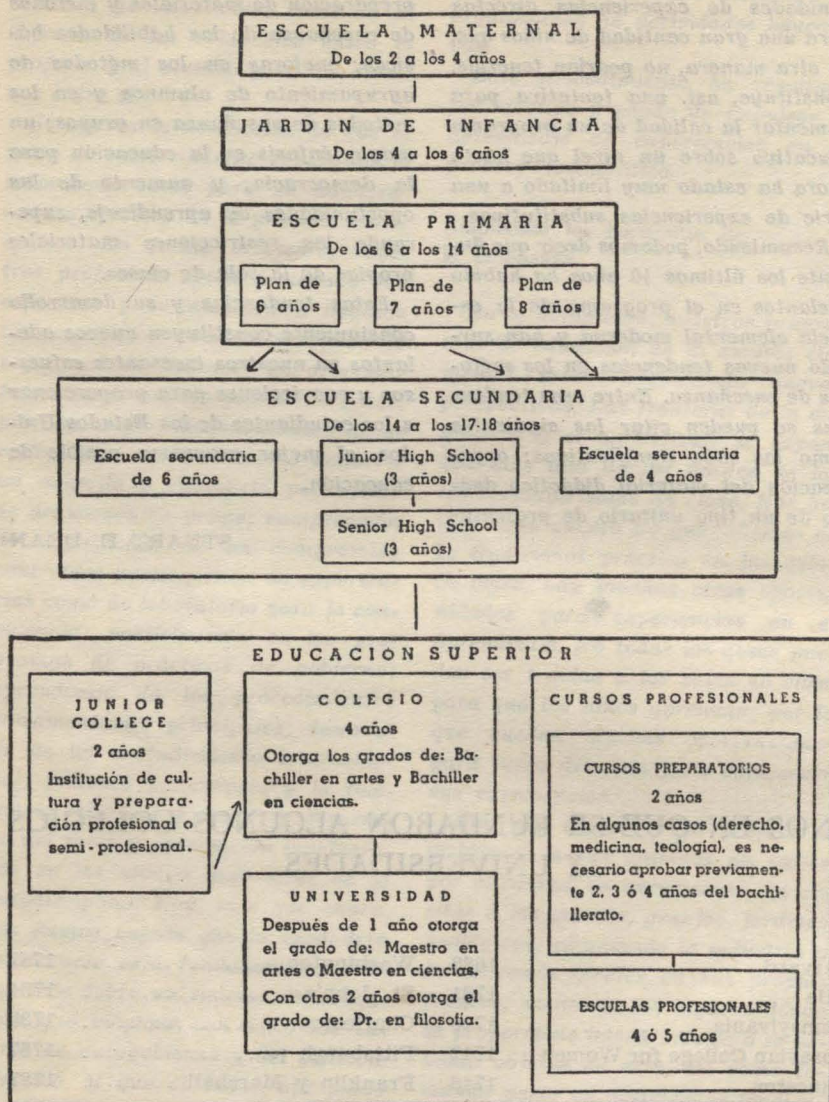 ESCUELA MATERNAL
De los 2 a los 4 años
JARDIN DE INFANCIA
De los 4 a los 6 años
ESCUELA PRIMARIA
De los 6 a los 14 años
Plan de
6 años
Plan de
7 años
Plan de
8 años
ESCUELA SECUNDARIA
De los 14 a los 17-18 años
Escuela secundaria
de 6 años
Junior High School
(3 años)
Senior High School
(3 años)
Escuela secundaria
de 4 años
EDUCACIÓN SUPERIOR
JUNIOR
COLLEGE
2 años
Institución de cul-
tura y prepara-
ción profesional o
semi-profesional.
COLEGIO
4 años
Otorga los grados de: Ba-
chiller en artes y Bachiller
en ciencias.
UNIVERSIDAD
Después de 1 año otorga
el grado de: Maestro en
artes o Maestro en ciencias.
Con otros 2 años otorga el
grado de: Dr. en filosofía.
CURSOS PROFESIONALES
CURSOS PREPARATORIOS
2 años
En algunos casos (derecho,
medicina, teología), es ne-
cesario aprobar previamen-
te 2, 3 ó 4 años del bachi-
llerato.
ESCUELAS PROFESIONALES
4 ó 5 años